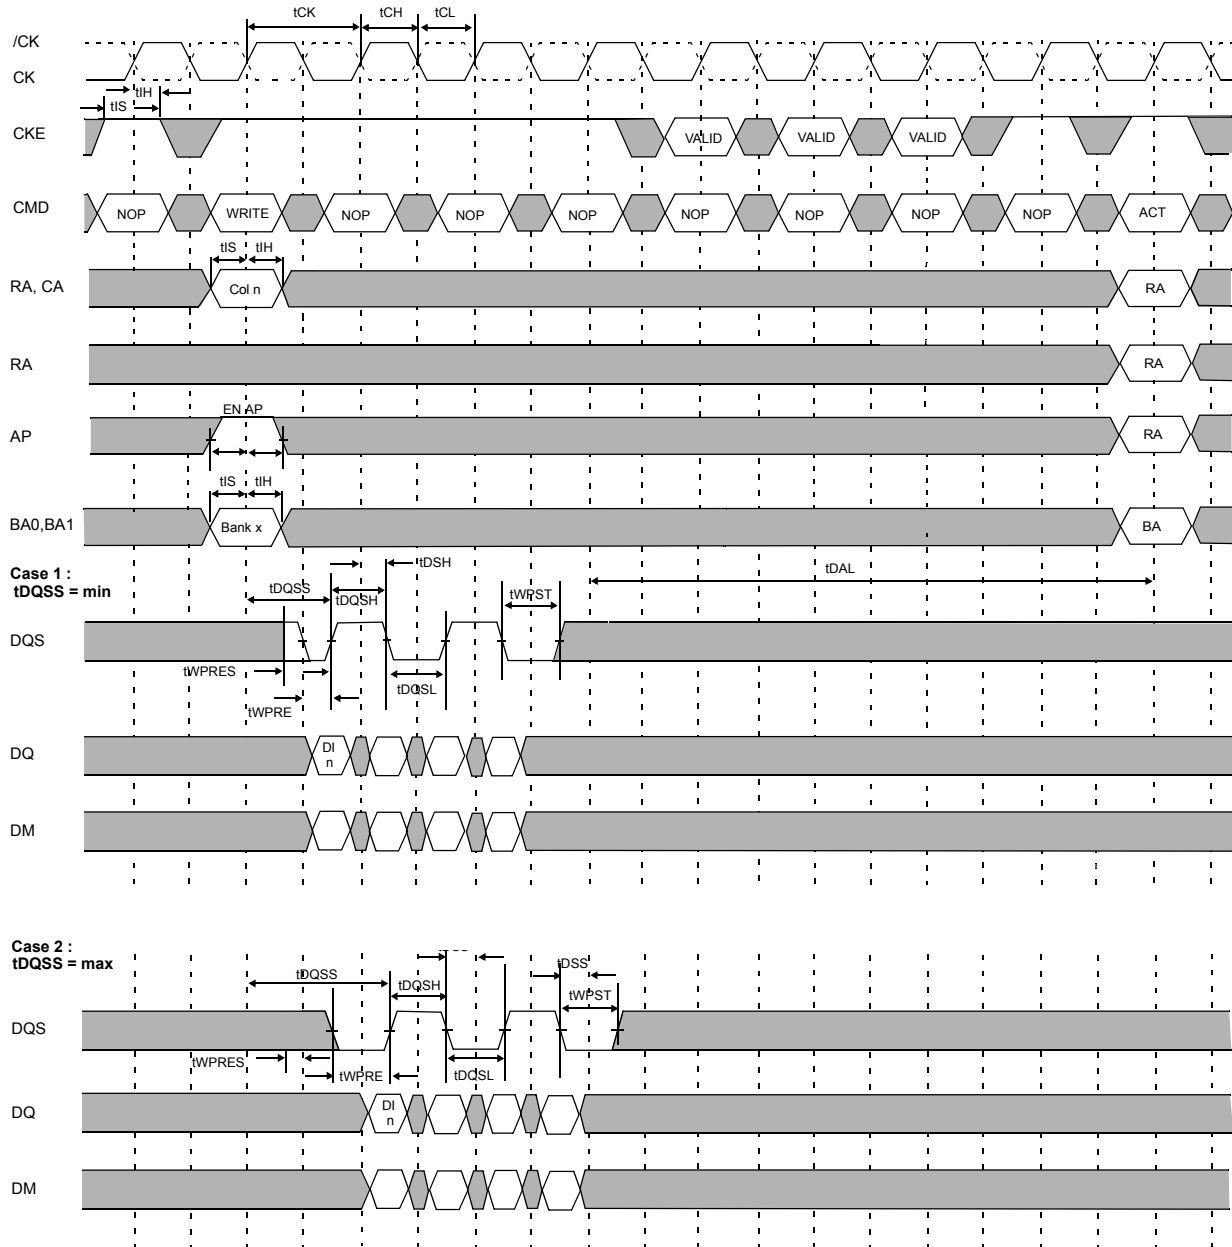 tCK tCH tCL
/CK
CK
tIH
tIS
CKE VALID VALID VALID
CMD NOP WRITE NOP NOP NOP NOP NOP NOP NOP ACT
tIS tIH
RA, CA Col n RA
RA RA
EN AP
AP RA
tIS tIH
BA0,BA1 Bank x BA
Case 1 :
tDQSS = min
tDSH
tDAL
tDQSS
tDQSH
tWPST
DQS
tWPRES
tDQSL
tWPRE
DQ DI
n
DM
Case 2 :
tDQSS = max
tDQSS
tDQSH
tDSS
tWPST
DQS
tWPRES
tWPRE
tDQSL
DQ DI
n
DM